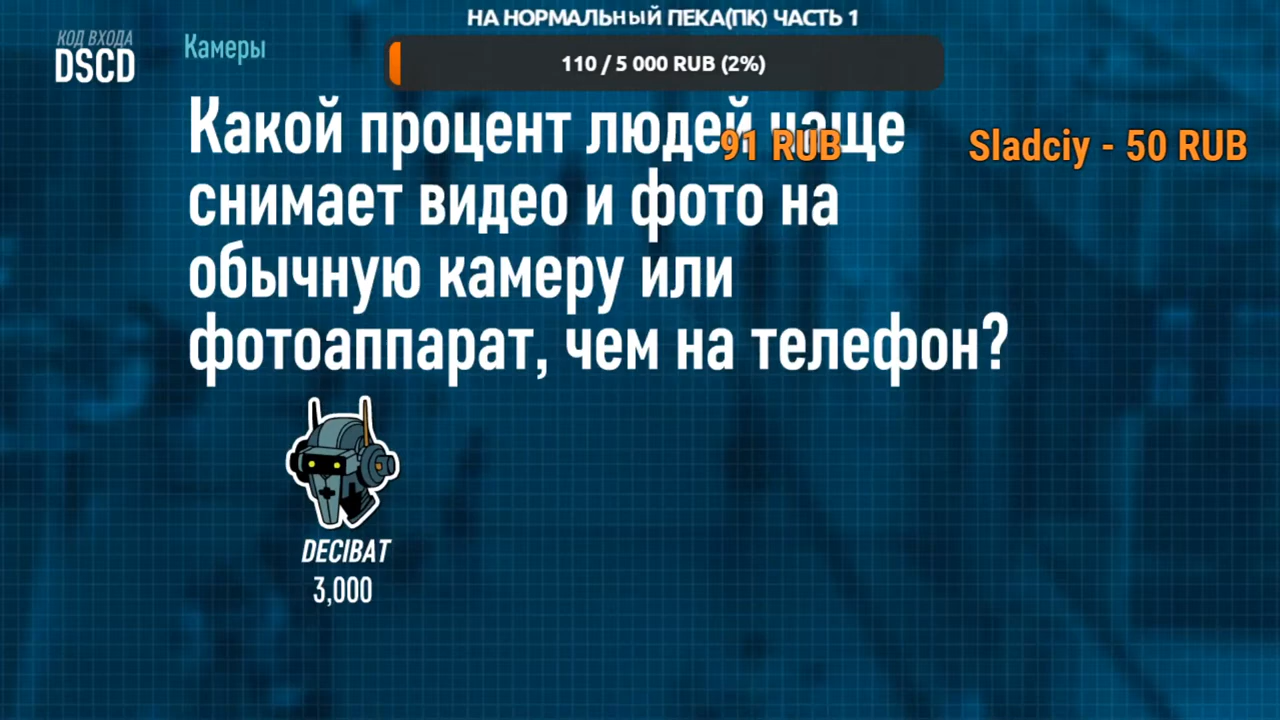 НА НОРМАЛЬНЫЙ ПЕКА(ПК) ЧАСТЬ 1
КОД ВХОДА
DSCD
Камеры
110 / 5 000 RUB (2%)
Какой процент людей чаще
91 RUB
Sladciy - 50 RUB
снимает видео и фото на
обычную камеру или
фотоаппарат, чем на телефон?
DECIBAT
3,000